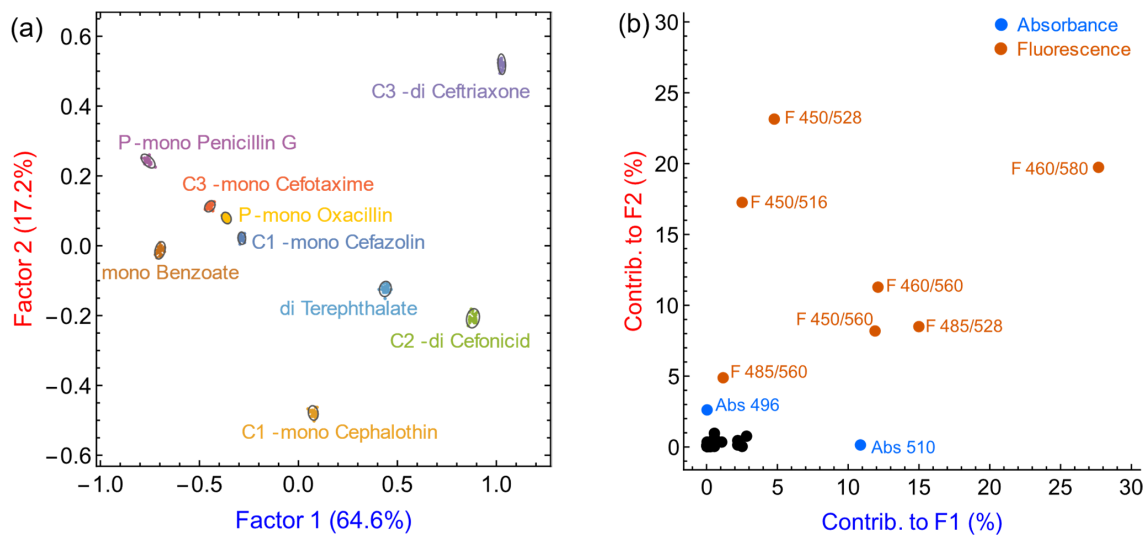 (a)
0.6
0.4
0.2
0.0
−0.2
−0.4
−0.6
Factor 2 (17.2%)
C3 -di Ceftriaxone
P-mono Penicillin G
C3 -mono Cefotaxime
P-mono Oxacillin
C1 -mono Cefazolin
mono Benzoate
di Terephthalate
C2 -di Cefonicid
C1 -mono Cephalothin
−1.0 −0.5 0.0 0.5 1.0
Factor 1 (64.6%)
(b)
30
25
20
15
10
5
0
Contrib. to F2 (%)
Absorbance
Fluorescence
F 450/528
F 460/580
F 450/516
F 460/560
F 450/560
F 485/528
F 485/560
Abs 496
Abs 510
0 5 10 15 20 25 30
Contrib. to F1 (%)